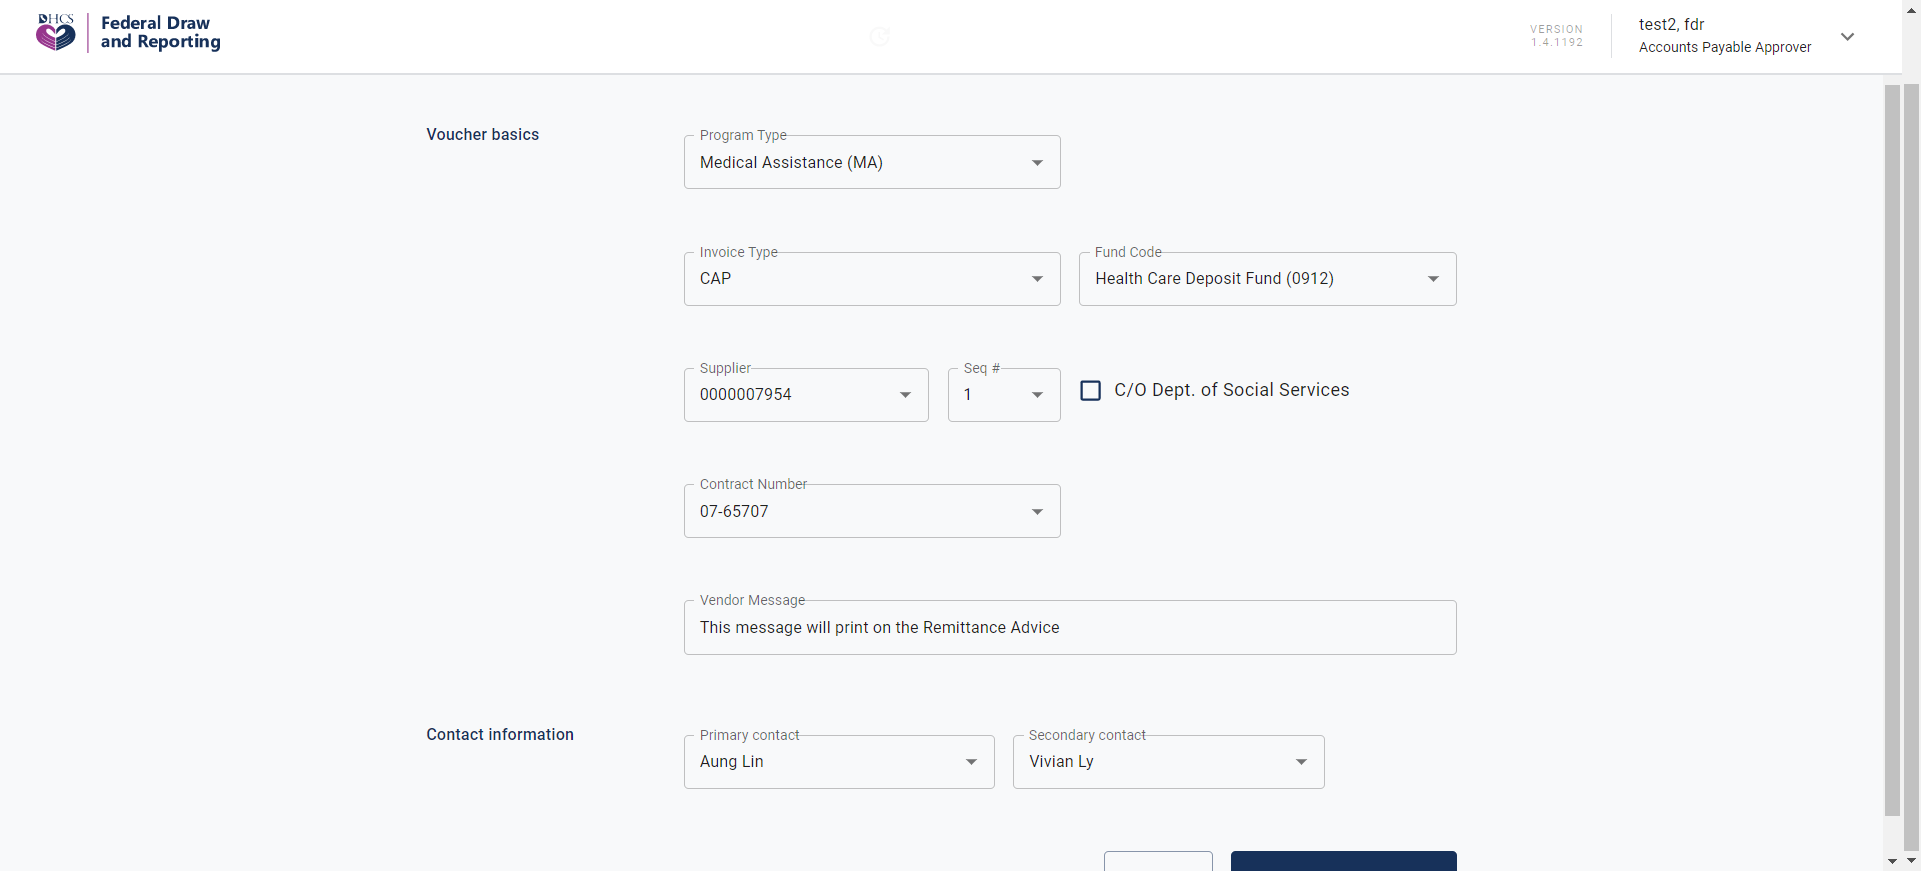 DHCS
Federal Draw
and Reporting
VERSION
1.4.1192
test2, fdr
Accounts Payable Approver
Voucher basics
Program Type
Medical Assistance (MA)
Invoice Type
CAP
Fund Code
Health Care Deposit Fund (0912)
Supplier
0000007954
Seq #
1
C/O Dept. of Social Services
Contract Number
07-65707
Vendor Message
This message will print on the Remittance Advice
Contact information
Primary contact
Aung Lin
Secondary contact
Vivian Ly